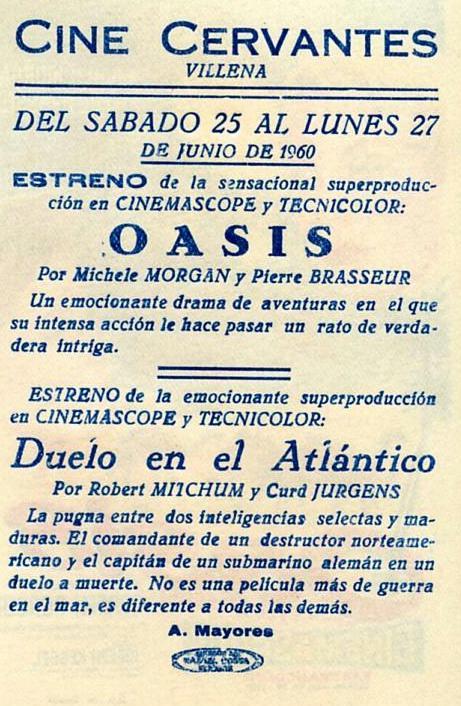 CINE CERVANTES
VILLENA
DEL SABADO 25 AL LUNES 27
DE JUNIO DE 1960
ESTRENO de la sensacional superproduc-
ción en CINEMASCOPE y TECNICOLOR:
OASIS
Por Michele MORGAN y Pierre BRASSEUR
Un emocionante drama de aventuras en el que
su intensa acción le hace pasar un rato de verda-
dera intriga.
ESTRENO de la emocionante superproducción
en CINEMASCOPE y TECNICOLOR:
Duelo en el Atlántico
Por Robert MITCHUM y Curd JURGENS
La pugna entre dos inteligencias selectas y ma-
duras. El comandante de un destructor norteame-
ricano y el capitán de un submarino alemán en un
duelo a muerte. No es una película más de guerra
en el mar, es diferente a todas las demás.
A. Mayores